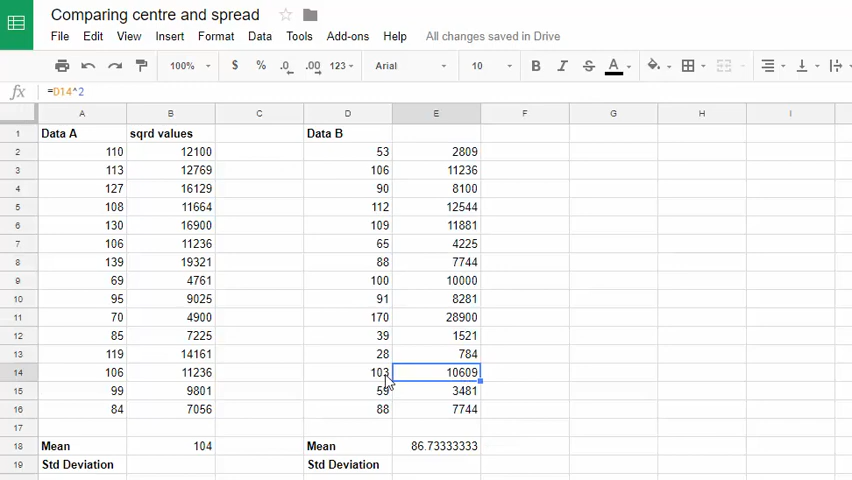 Comparing centre and spread
File Edit View Insert Format Data Tools Add-ons Help All changes saved in Drive
100% $ % .0 .00 123 Arial 10 B I S A
fx =D14^2
A B C D E F G H I
1 Data A sqrd values Data B
2 110 12100 53 2809
3 113 12769 106 11236
4 127 16129 90 8100
5 108 11664 112 12544
6 130 16900 109 11881
7 106 11236 65 4225
8 139 19321 88 7744
9 69 4761 100 10000
10 95 9025 91 8281
11 70 4900 170 28900
12 85 7225 39 1521
13 119 14161 28 784
14 106 11236 103 10609
15 99 9801 59 3481
16 84 7056 88 7744
17
18 Mean 104 Mean 86.73333333
19 Std Deviation Std Deviation